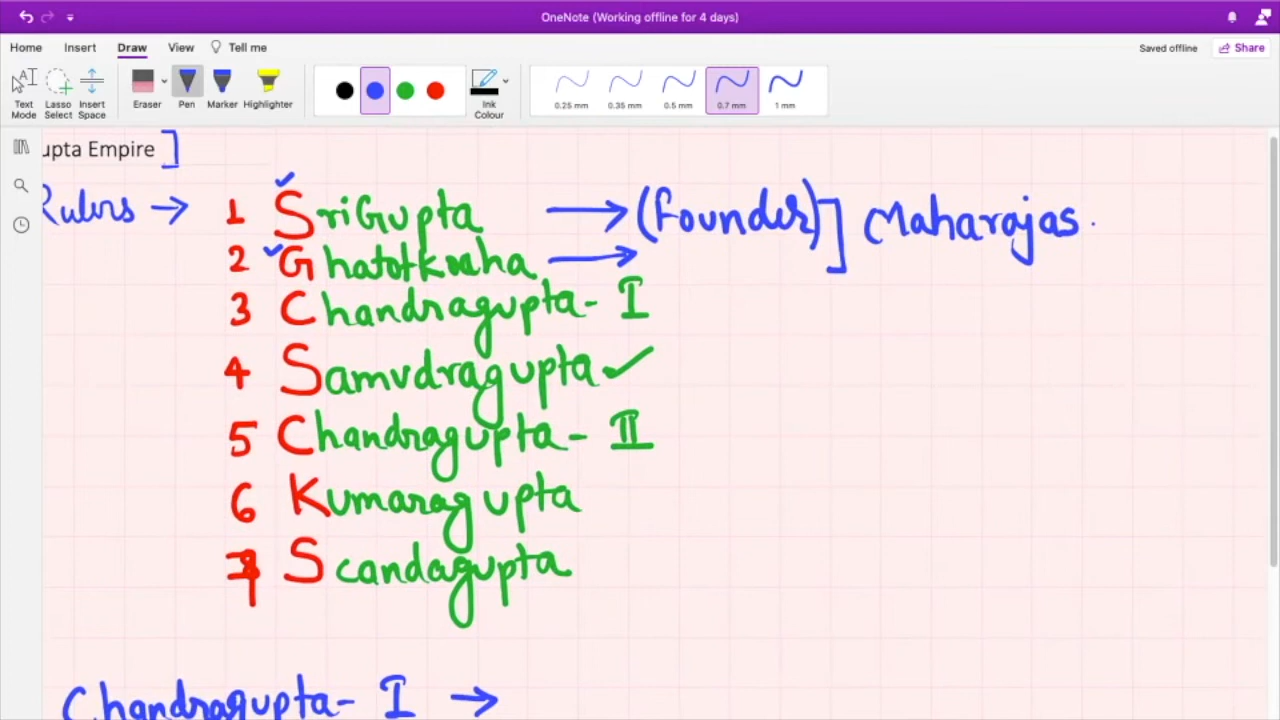 OneNote (Working offline for 4 days)
Home Insert Draw View Tell me Saved offline Share
Text Mode Lasso Select Insert Space Eraser Pen Marker Highlighter Ink Colour 0.25 mm 0.35 mm 0.5 mm 0.7 mm 1 mm
upta Empire ]
Rulers → 1 SriGupta → (Founder)] Maharajas.
2 Ghatotkacha →
3 Chandragupta- I
4 Samudragupta ✓
5 Chandragupta- II
6 Kumaragupta
7 Scandagupta
Chandragupta- I →